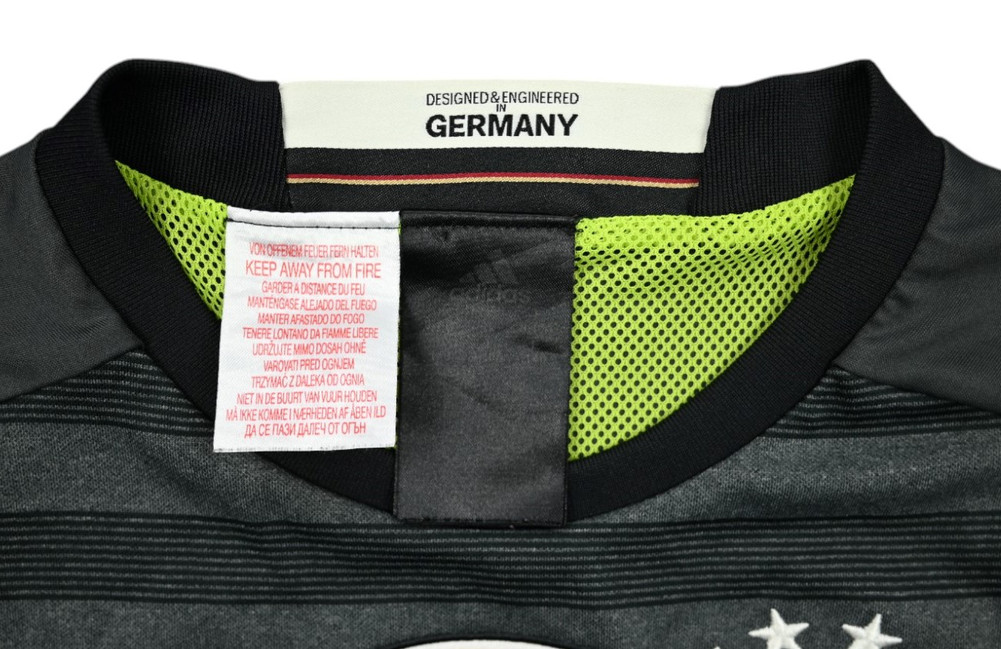 DESIGNED & ENGINEERED
IN
GERMANY
VON OFFENEM FEUER FERN HALTEN
KEEP AWAY FROM FIRE
GARDER A DISTANCE DU FEU
MANTÉNGASE ALEJADO DEL FUEGO
MANTER AFASTADO DO FOGO
TENERE LONTANO DA FIAMME LIBERE
UDRŽUJTE MIMO DOSAH OHNĚ
VAROVATI PRED OGNJEM
TRZYMAĆ Z DALEKA OD OGNIA
NIET IN DE BUURT VAN VUUR HOUDEN
MÅ IKKE KOMME I NÆRHEDEN AF ÅBEN ILD
ДА СЕ ПАЗИ ДАЛЕЧ ОТ ОГЪН
adidas